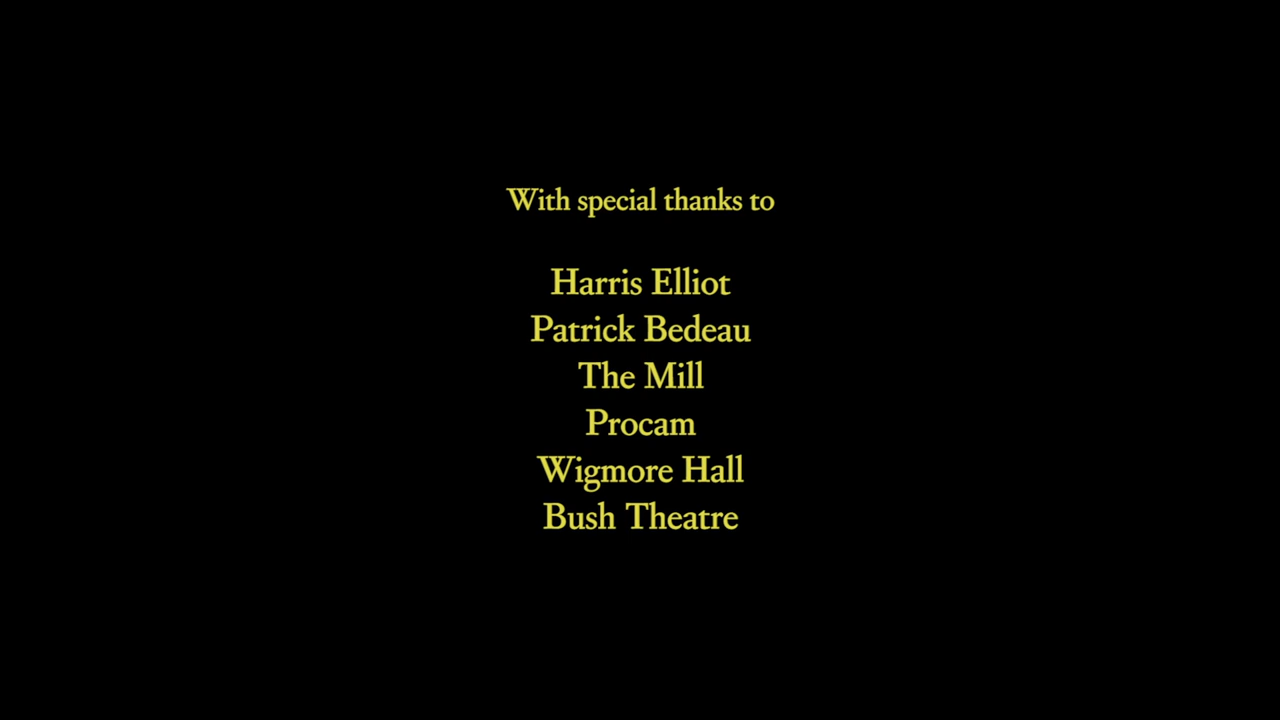 With special thanks to
Harris Elliot
Patrick Bedeau
The Mill
Procam
Wigmore Hall
Bush Theatre